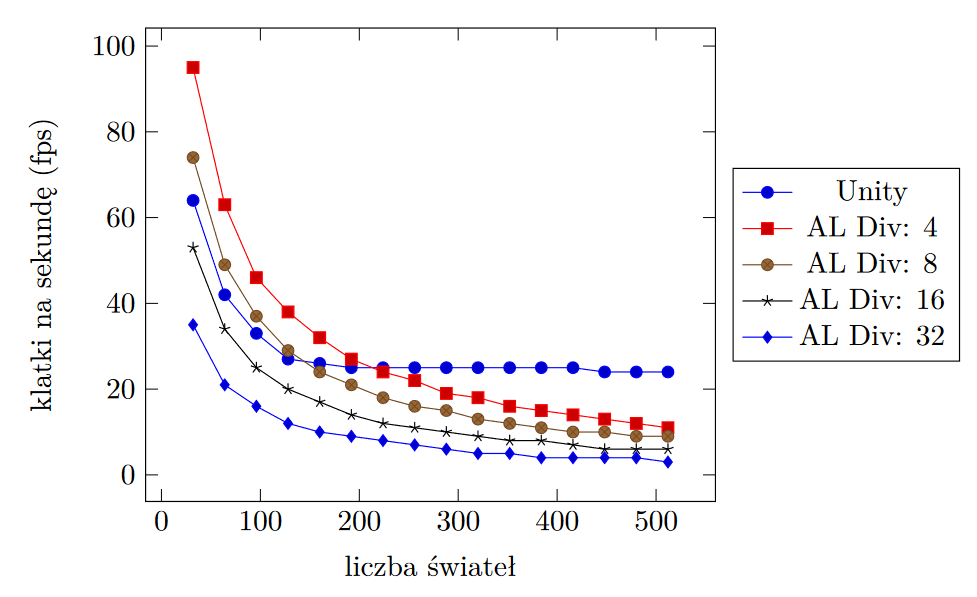 100
80
60
40
20
0
klatki na sekundę (fps)
0 100 200 300 400 500
liczba świateł
Unity
AL Div: 4
AL Div: 8
AL Div: 16
AL Div: 32